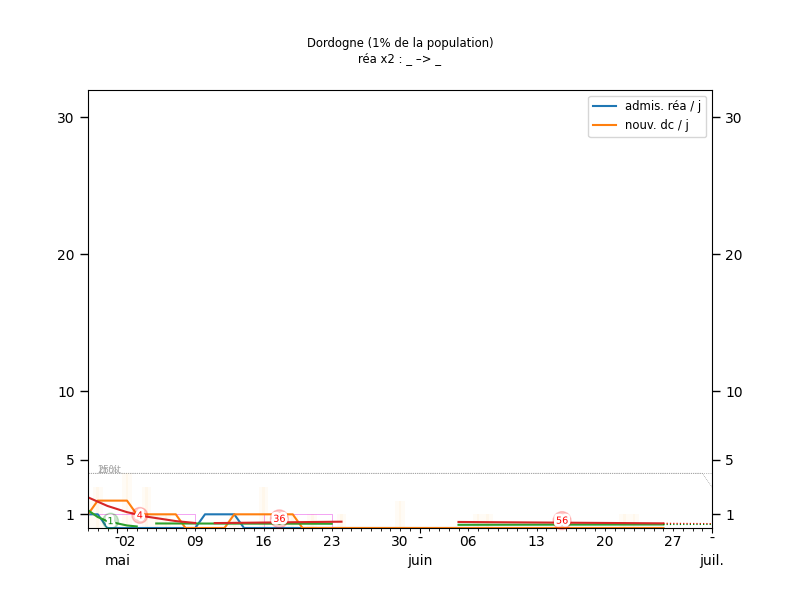 Dordogne (1% de la population)
réa x2 : _ –> _
admis. réa / j
nouv. dc / j
30 30
20 20
10 10
5 5
1 1
1 4 36 56
02 09 16 23 30 06 13 20 27
mai juin juil.